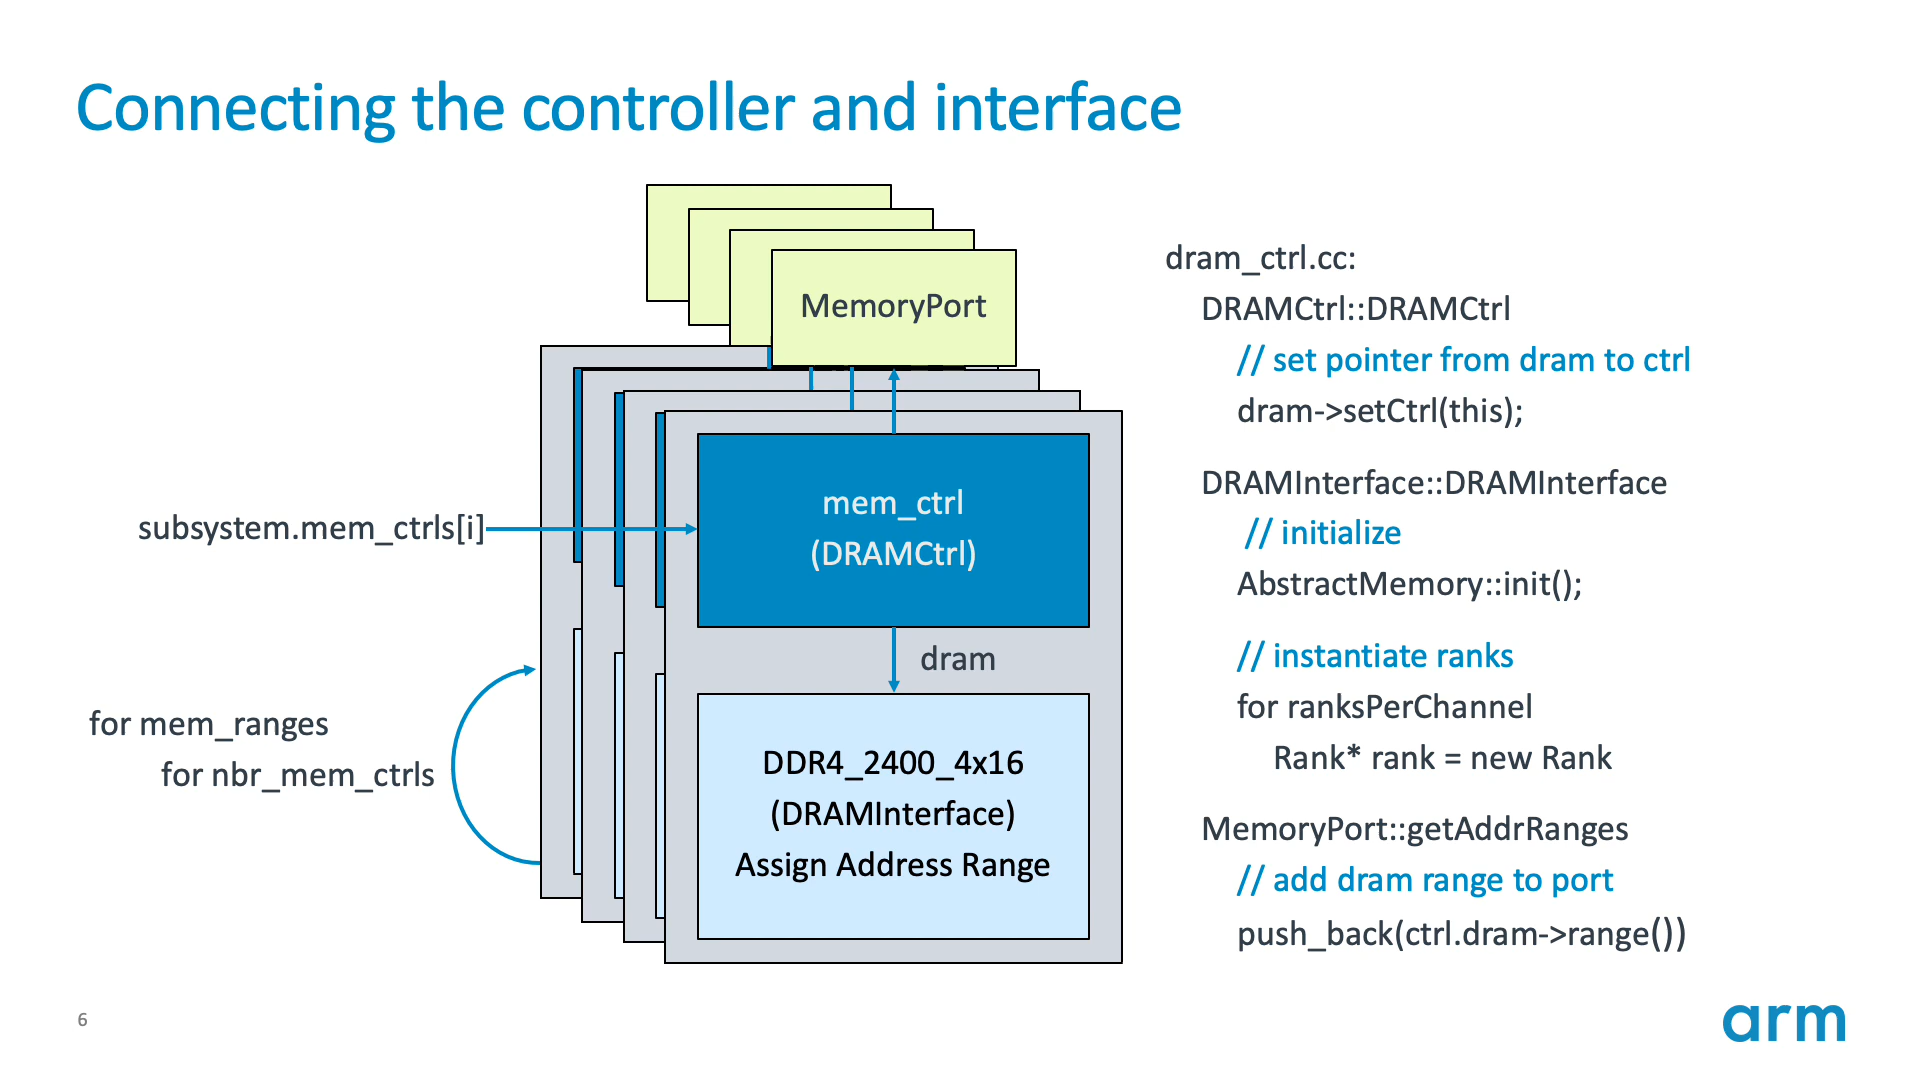 Connecting the controller and interface
MemoryPort
subsystem.mem_ctrls[i]
mem_ctrl
(DRAMCtrl)
dram
for mem_ranges
for nbr_mem_ctrls
DDR4_2400_4x16
(DRAMInterface)
Assign Address Range
dram_ctrl.cc:
DRAMCtrl::DRAMCtrl
// set pointer from dram to ctrl
dram->setCtrl(this);
DRAMInterface::DRAMInterface
// initialize
AbstractMemory::init();
// instantiate ranks
for ranksPerChannel
Rank* rank = new Rank
MemoryPort::getAddrRanges
// add dram range to port
push_back(ctrl.dram->range())
6
arm